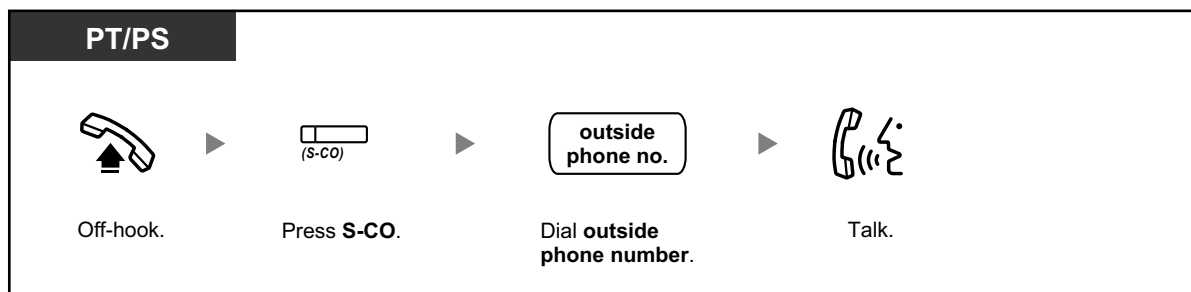 PT/PS
(S-CO)
outside
phone no.
Off-hook.
Press S-CO.
Dial outside
phone number.
Talk.